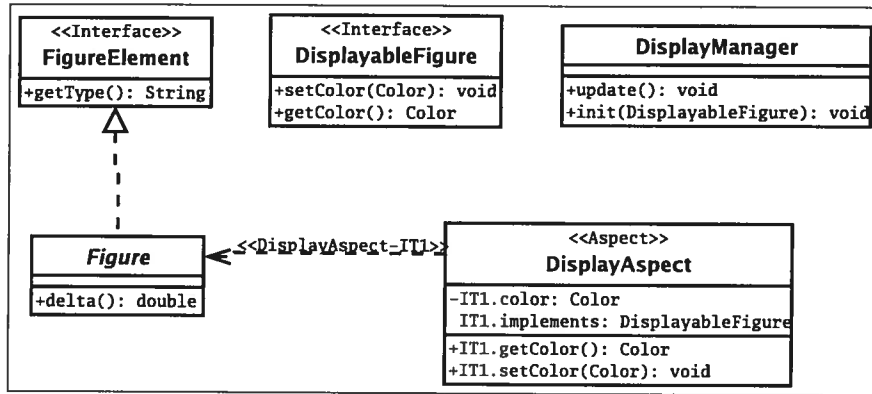 <<Interface>>
FigureElement
+getType(): String
<<Interface>>
DisplayableFigure
+setColor(Color): void
+getColor(): Color
DisplayManager
+update(): void
+init(DisplayableFigure): void
Figure
+delta(): double
<<DisplayAspect-IT1>>
<<Aspect>>
DisplayAspect
-IT1.color: Color
IT1.implements: DisplayableFigure
+IT1.getColor(): Color
+IT1.setColor(Color): void